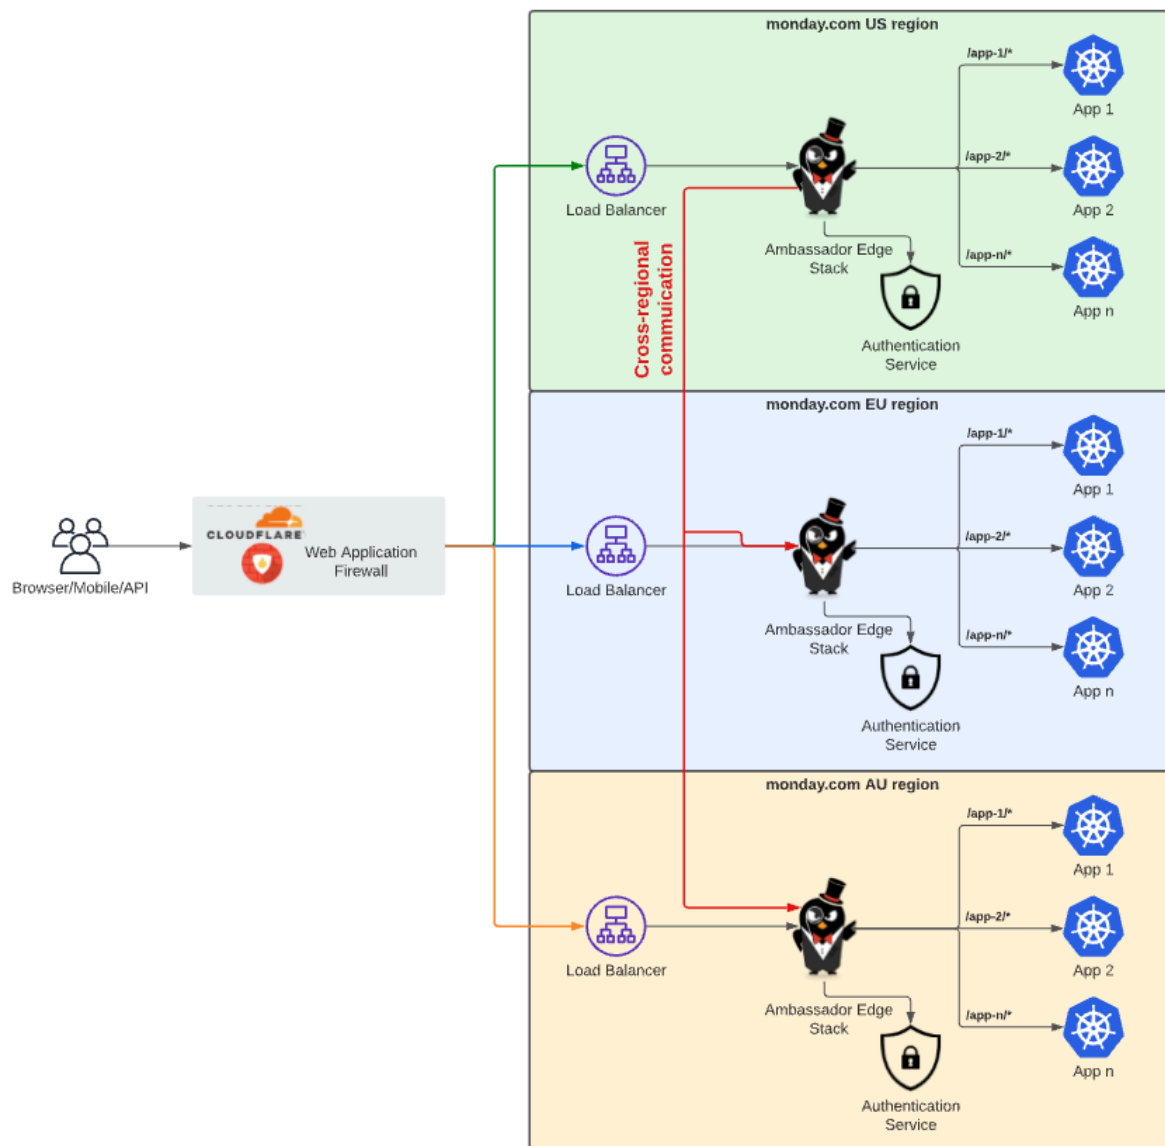 monday.com US region
/app-1/*
App 1
/app-2/*
App 2
/app-n/*
App n
Load Balancer
Ambassador Edge
Stack
Authentication
Service
Cross-regional
commuication
monday.com EU region
/app-1/*
App 1
/app-2/*
App 2
/app-n/*
App n
Load Balancer
Ambassador Edge
Stack
Authentication
Service
Browser/Mobile/API
CLOUDFLARE
Web Application
Firewall
monday.com AU region
/app-1/*
App 1
/app-2/*
App 2
/app-n/*
App n
Load Balancer
Ambassador Edge
Stack
Authentication
Service